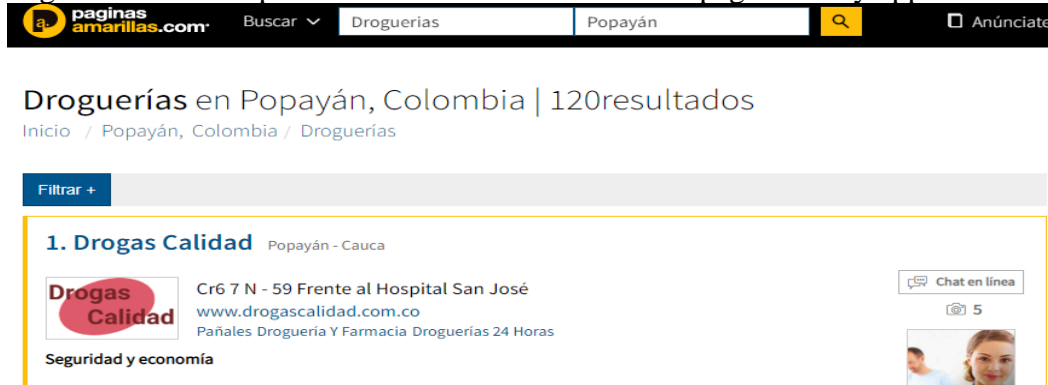 paginas
amarillas.com
Buscar
Droguerias
Popayán
Anúnciate
Droguerías en Popayán, Colombia | 120resultados
Inicio / Popayán, Colombia / Droguerías
Filtrar +
1. Drogas Calidad Popayán - Cauca
Drogas
Calidad
Cr6 7 N - 59 Frente al Hospital San José
www.drogascalidad.com.co
Pañales Droguería Y Farmacia Droguerías 24 Horas
Seguridad y economía
Chat en línea
5